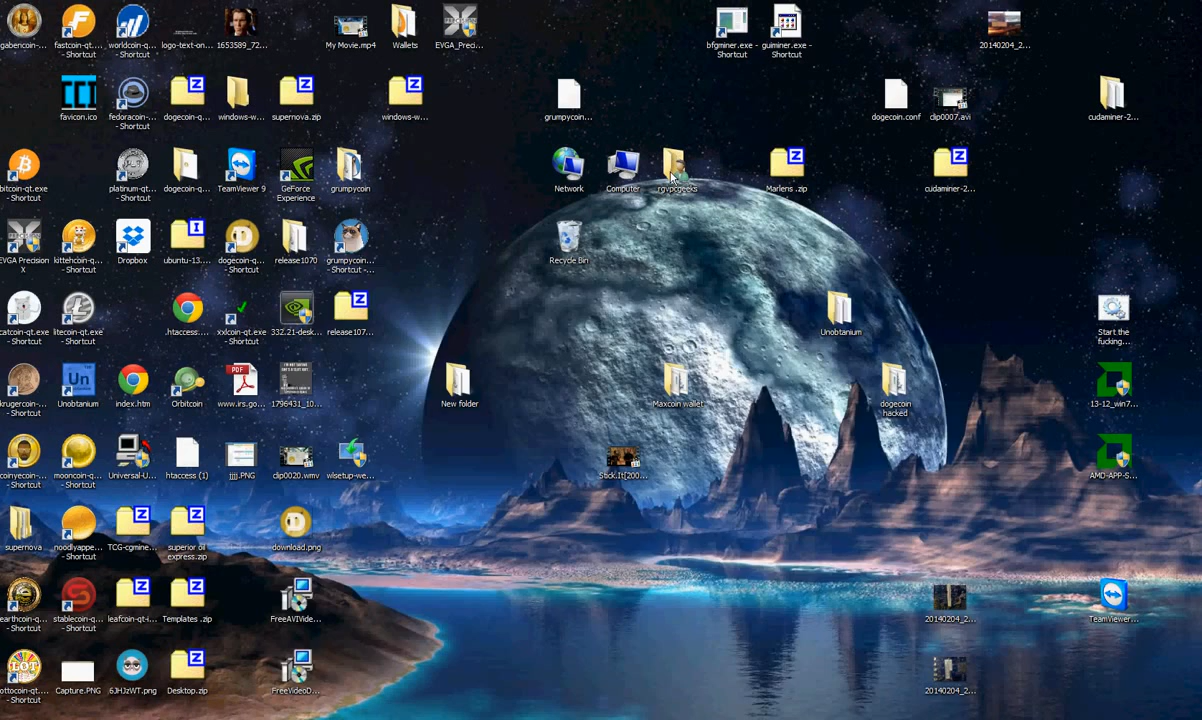 gabencoin-...
fastcoin-qt....
- Shortcut
worldcoin-q...
- Shortcut
logo-text-on...
1653589_72...
My Movie.mp4
Wallets
EVGA_Preci...
bfgminer.exe -
Shortcut
guiminer.exe -
Shortcut
20140204_2...
favicon.ico
fedoracoin-...
- Shortcut
dogecoin-q...
windows-w...
supernova.zip
windows-w...
grumpycoin...
dogecoin.conf
clip0007.avi
cudaminer-2...
bitcoin-qt.exe
- Shortcut
platinum-qt...
- Shortcut
dogecoin-q...
TeamViewer 9
GeForce
Experience
grumpycoin
Network
Computer
rgvpcgeeks
Marlens .zip
cudaminer-2...
EVGA Precision
X
kittehcoin-qt...
- Shortcut
Dropbox
ubuntu-13....
dogecoin-q...
- Shortcut
release1070
grumpycoin...
- Shortcut -...
Recycle Bin
catcoin-qt.exe
- Shortcut
litecoin-qt.exe
- Shortcut
.htaccess....
xxlcoin-qt.exe
- Shortcut
332.21-desk...
release107...
Unobtanium
Start the
fucking...
krugercoin-...
- Shortcut
Unobtanium
index.htm
Orbitcoin
www.irs.go...
1796431_10...
New folder
Maxcoin wallet
dogecoin
hacked
13-12_win7...
coinyecoin-...
- Shortcut
mooncoin-qt...
- Shortcut
Universal-U...
htaccess (1)
jjjj.PNG
clip0020.wmv
wlsetup-we...
Stick.It[200...
AMD-APP-S...
supernova
noodlyappe...
- Shortcut
TCG-cgmine...
superior oil
express.zip
download.png
earthcoin-q...
- Shortcut
stablecoin-q...
- Shortcut
leafcoin-qt-i...
Templates .zip
FreeAVIVide...
20140204_2...
TeamViewer...
lottocoin-qt....
- Shortcut
Capture.PNG
6JHJzWT.png
Desktop.zip
FreeVideoD...
20140204_2...